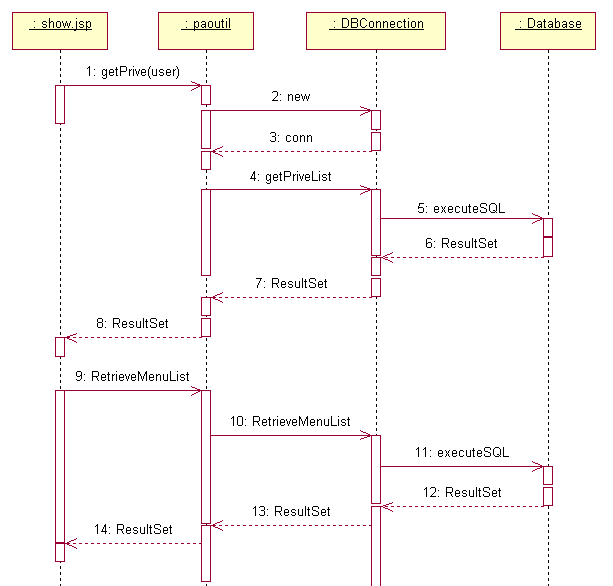 : show.jsp
: paoutil
: DBConnection
: Database
1: getPrive(user)
2: new
3: conn
4: getPriveList
5: executeSQL
6: ResultSet
7: ResultSet
8: ResultSet
9: RetrieveMenuList
10: RetrieveMenuList
11: executeSQL
12: ResultSet
13: ResultSet
14: ResultSet